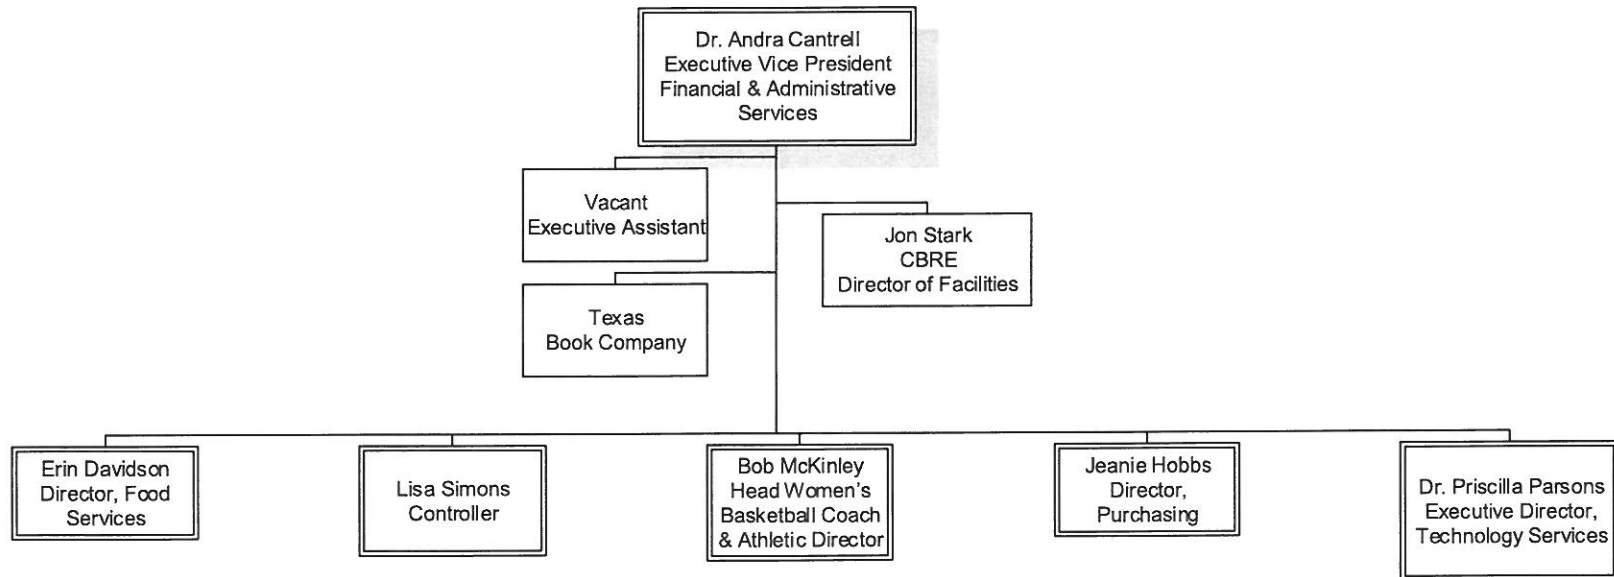 Dr. Andra Cantrell
Executive Vice President
Financial & Administrative
Services
Vacant
Executive Assistant
Jon Stark
CBRE
Director of Facilities
Texas
Book Company
Erin Davidson
Director, Food
Services
Lisa Simons
Controller
Bob McKinley
Head Women's
Basketball Coach
& Athletic Director
Jeanie Hobbs
Director,
Purchasing
Dr. Priscilla Parsons
Executive Director,
Technology Services